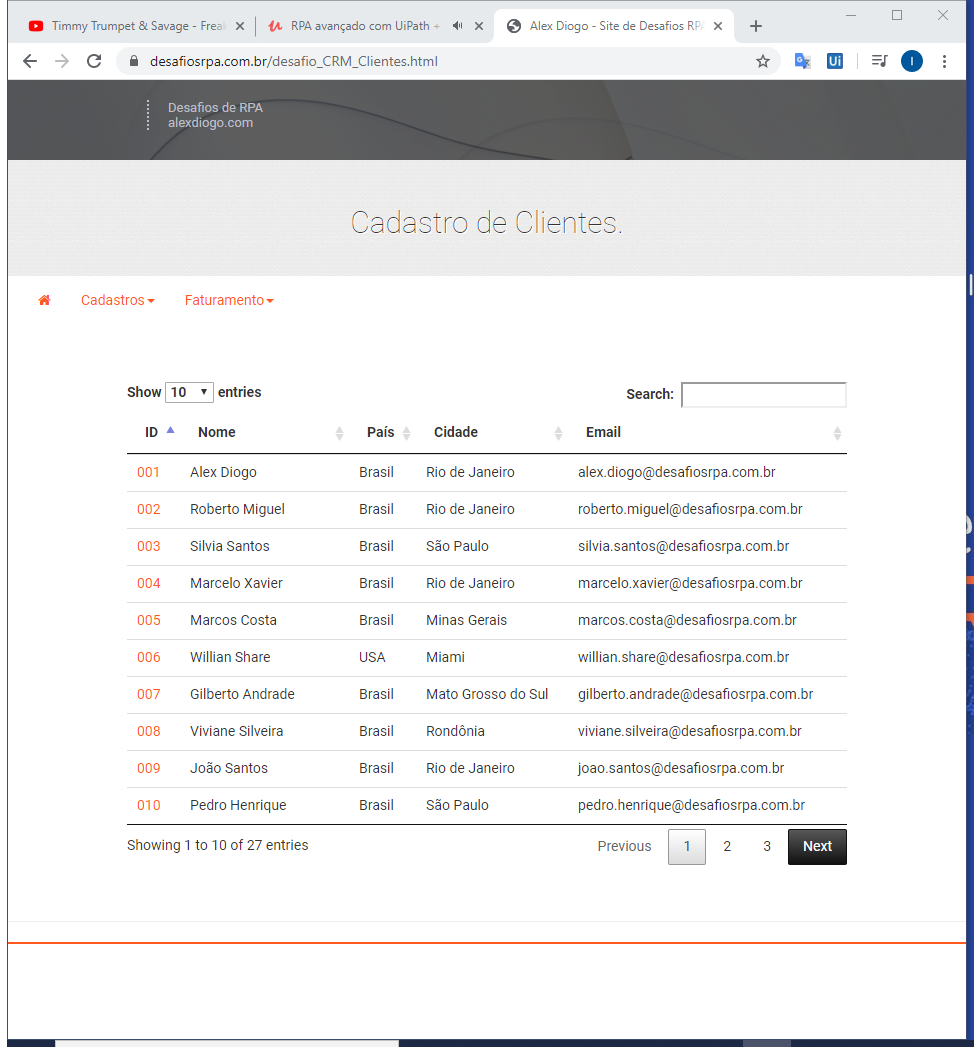 Timmy Trumpet & Savage - Frea
RPA avançado com UiPath +
Alex Diogo - Site de Desafios RP
desafiosrpa.com.br/desafio_CRM_Clientes.html
Ui
I
Desafios de RPA
alexdiogo.com
Cadastro de Clientes.
Cadastros
Faturamento
Show 10 entries
Search:
ID Nome País Cidade Email
001 Alex Diogo Brasil Rio de Janeiro alex.diogo@desafiosrpa.com.br
002 Roberto Miguel Brasil Rio de Janeiro roberto.miguel@desafiosrpa.com.br
003 Silvia Santos Brasil São Paulo silvia.santos@desafiosrpa.com.br
004 Marcelo Xavier Brasil Rio de Janeiro marcelo.xavier@desafiosrpa.com.br
005 Marcos Costa Brasil Minas Gerais marcos.costa@desafiosrpa.com.br
006 Willian Share USA Miami willian.share@desafiosrpa.com.br
007 Gilberto Andrade Brasil Mato Grosso do Sul gilberto.andrade@desafiosrpa.com.br
008 Viviane Silveira Brasil Rondônia viviane.silveira@desafiosrpa.com.br
009 João Santos Brasil Rio de Janeiro joao.santos@desafiosrpa.com.br
010 Pedro Henrique Brasil São Paulo pedro.henrique@desafiosrpa.com.br
Showing 1 to 10 of 27 entries
Previous 1 2 3 Next